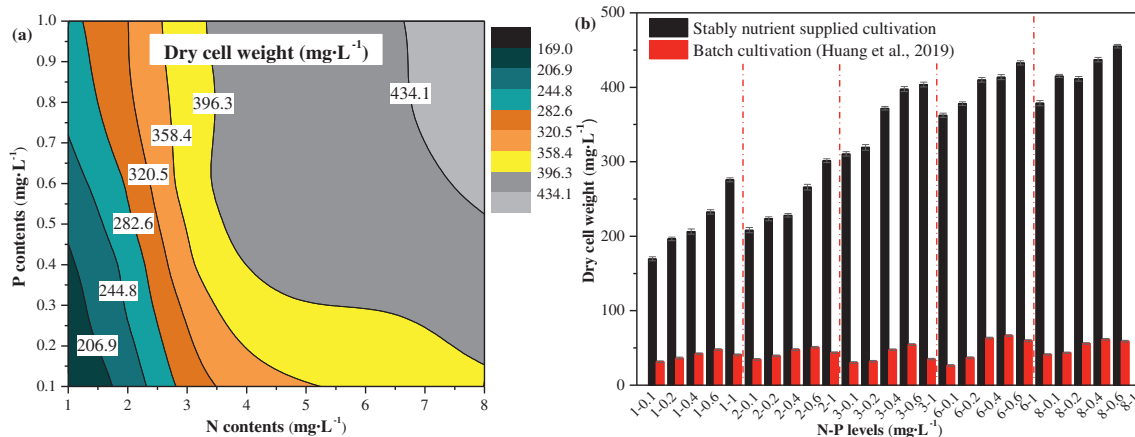 (a)
Dry cell weight (mg·L⁻¹)
1.0
0.9
0.8
0.7
0.6
0.5
0.4
0.3
0.2
0.1
P contents (mg·L⁻¹)
434.1
396.3
358.4
320.5
282.6
244.8
206.9
1 2 3 4 5 6 7 8
N contents (mg·L⁻¹)
169.0
206.9
244.8
282.6
320.5
358.4
396.3
434.1
(b)
Stably nutrient supplied cultivation
Batch cultivation (Huang et al., 2019)
500
400
300
200
100
0
Dry cell weight (mg·L⁻¹)
1-0.1 1-0.2 1-0.4 1-0.6 1-1 2-0.1 2-0.2 2-0.4 2-0.6 2-1 3-0.1 3-0.2 3-0.4 3-0.6 3-1 6-0.1 6-0.2 6-0.4 6-0.6 6-1 8-0.1 8-0.2 8-0.4 8-0.6 8-1
N-P levels (mg·L⁻¹)